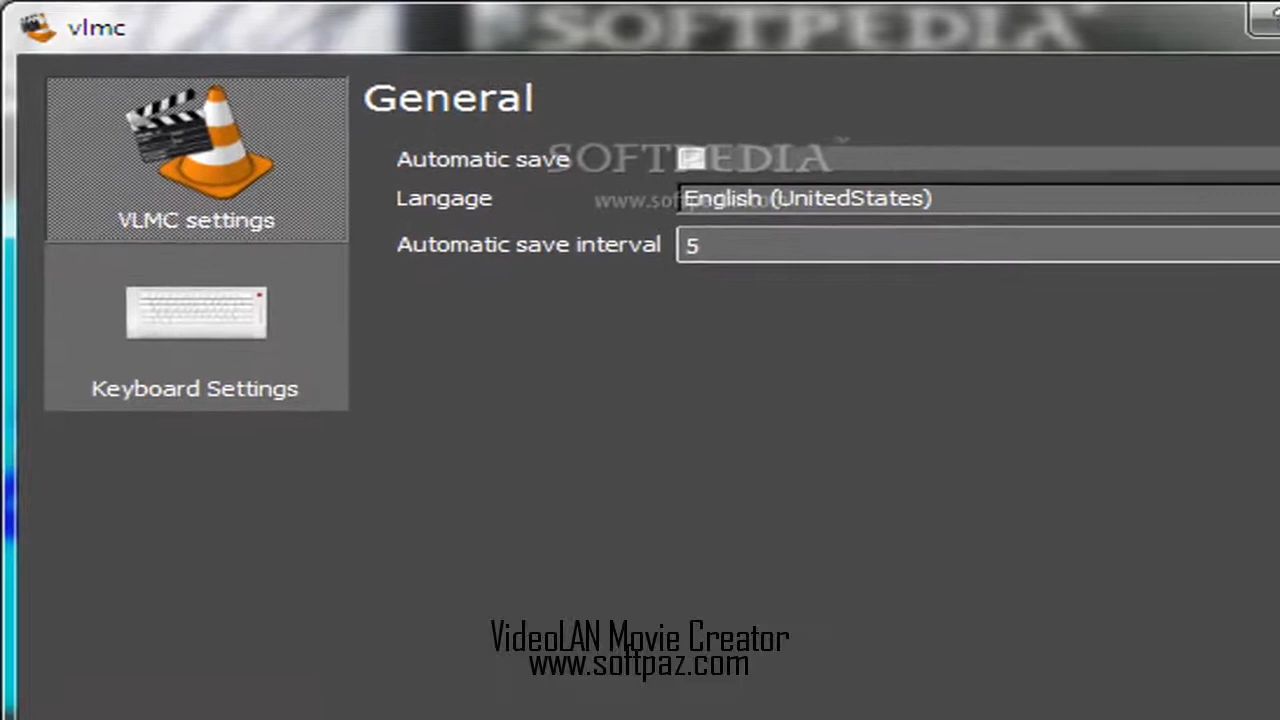 vlmc
SOFTPEDIA
General
Automatic save
SOFTPEDIA™
Langage
English (UnitedStates)
Automatic save interval
5
VLMC settings
Keyboard Settings
VideoLAN Movie Creator
www.softpaz.com